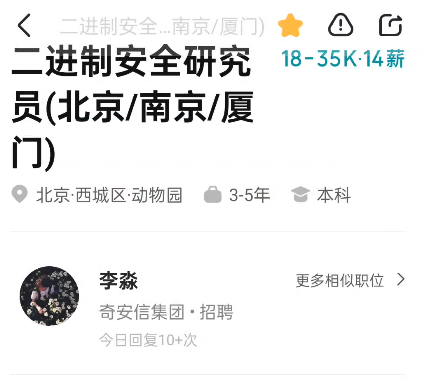 二进制安全...南京/厦门)
二进制安全研究
员(北京/南京/厦
门)
18-35K·14薪
北京·西城区·动物园 3-5年 本科
李淼 更多相似职位
奇安信集团·招聘
今日回复10+次